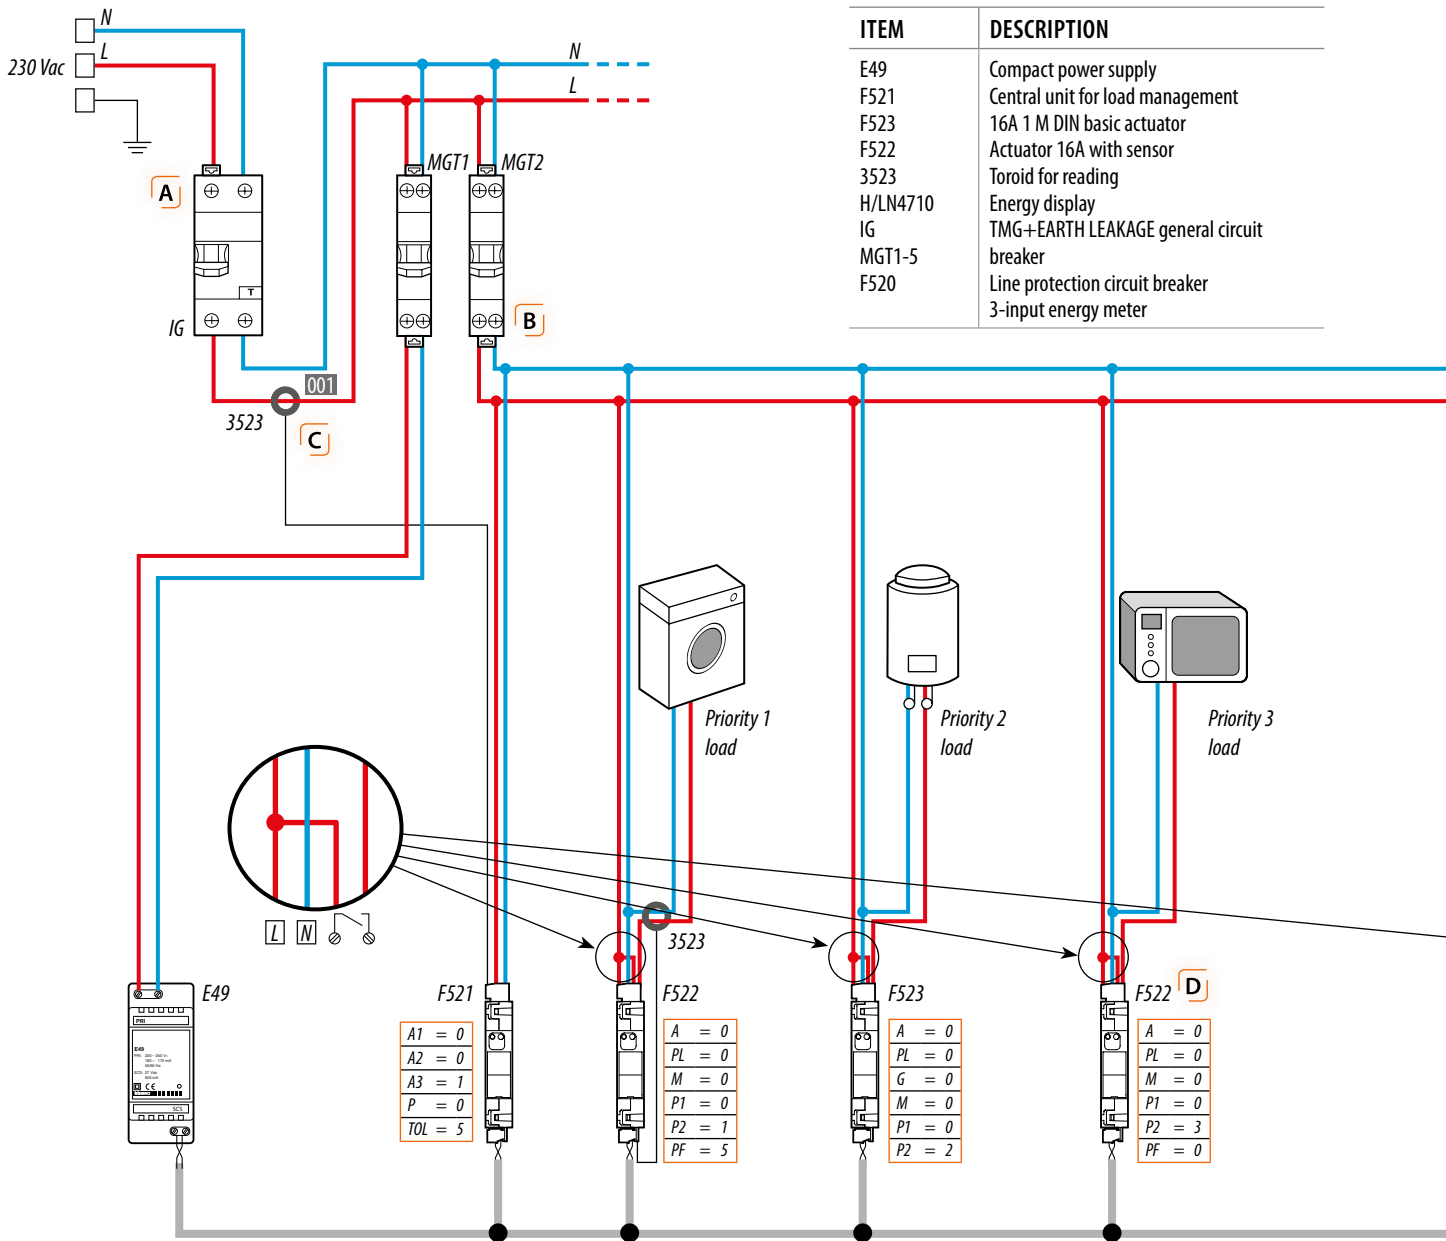 N
L
230 Vac
N
L
MGT1
MGT2
A
T
IG
B
001
3523
C
ITEM DESCRIPTION
E49 Compact power supply
F521 Central unit for load management
F523 16A 1 M DIN basic actuator
F522 Actuator 16A with sensor
3523 Toroid for reading
H/LN4710 Energy display
IG TMG+EARTH LEAKAGE general circuit
MGT1-5 breaker
F520 Line protection circuit breaker
3-input energy meter
Priority 1
load
Priority 2
load
Priority 3
load
L N
3523
E49
PRI
E49
SCS
F521
A1 = 0
A2 = 0
A3 = 1
P = 0
TOL = 5
F522
A = 0
PL = 0
M = 0
P1 = 0
P2 = 1
PF = 5
F523
A = 0
PL = 0
G = 0
M = 0
P1 = 0
P2 = 2
F522
D
A = 0
PL = 0
M = 0
P1 = 0
P2 = 3
PF = 0